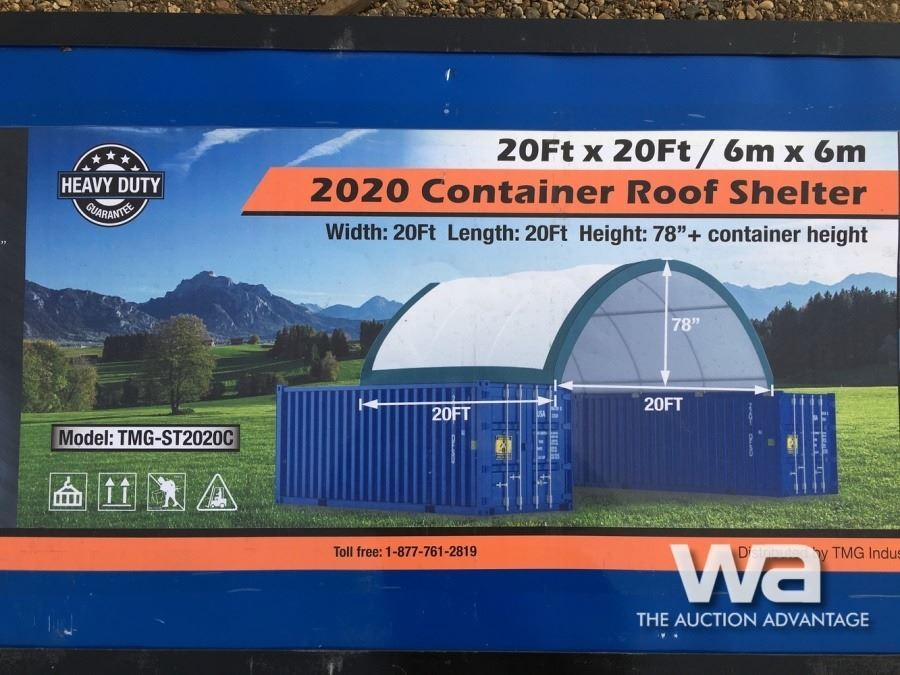 20Ft x 20Ft / 6m x 6m
HEAVY DUTY
GUARANTEE
2020 Container Roof Shelter
Width: 20Ft Length: 20Ft Height: 78"+ container height
78"
20FT
20FT
Model: TMG-ST2020C
Toll free: 1-877-761-2819
Distributed by TMG Indus
wa
THE AUCTION ADVANTAGE